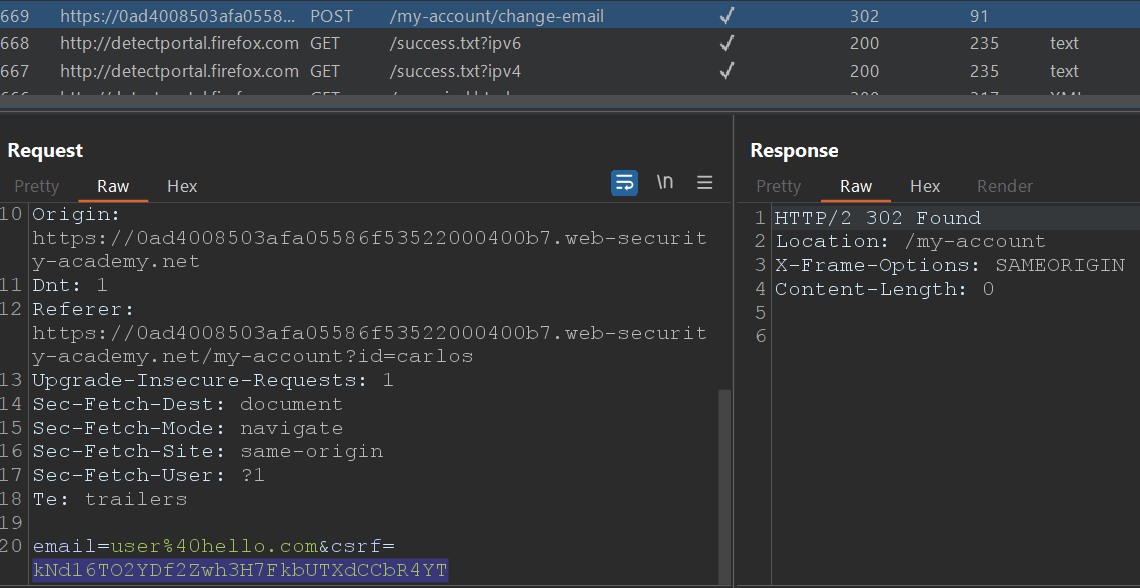 669 https://0ad4008503afa0558... POST /my-account/change-email ✓ 302 91
668 http://detectportal.firefox.com GET /success.txt?ipv6 ✓ 200 235 text
667 http://detectportal.firefox.com GET /success.txt?ipv4 ✓ 200 235 text
Request
Pretty Raw Hex
\n
10 Origin:
https://0ad4008503afa05586f53522000400b7.web-securit
y-academy.net
11 Dnt: 1
12 Referer:
https://0ad4008503afa05586f53522000400b7.web-securit
y-academy.net/my-account?id=carlos
13 Upgrade-Insecure-Requests: 1
14 Sec-Fetch-Dest: document
15 Sec-Fetch-Mode: navigate
16 Sec-Fetch-Site: same-origin
17 Sec-Fetch-User: ?1
18 Te: trailers
19
20 email=user%40hello.com&csrf=
kNd16TO2YDf2Zwh3H7FkbUTXdCCbR4YT
Response
Pretty Raw Hex Render
1 HTTP/2 302 Found
2 Location: /my-account
3 X-Frame-Options: SAMEORIGIN
4 Content-Length: 0
5
6